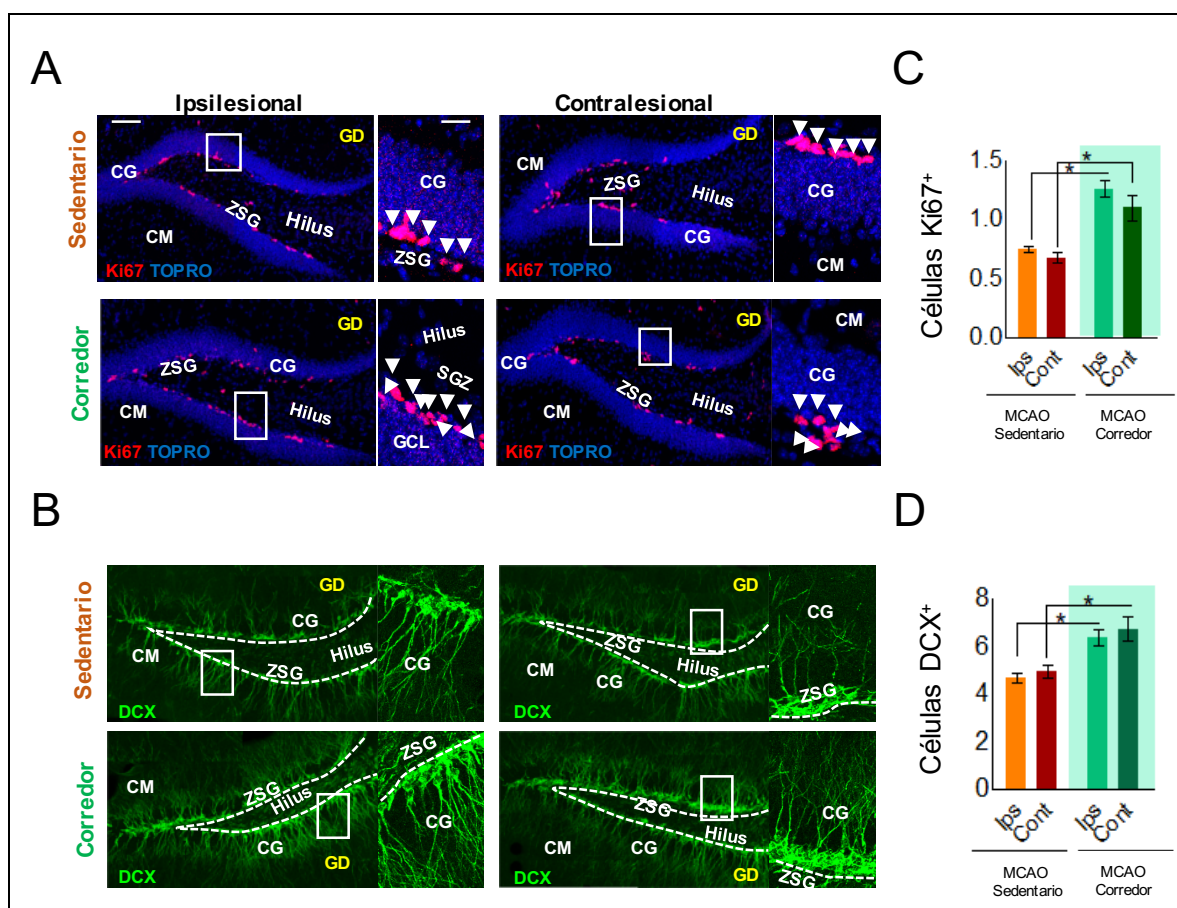 A
Ipsilesional
Contralesional
Sedentario
GD
CG
ZSG
Hilus
CM
Ki67 TOPRO
CG
ZSG
GD
CM
ZSG
Hilus
CG
Ki67 TOPRO
CG
CM
Corredor
GD
CG
ZSG
CG
Hilus
CM
Ki67 TOPRO
Hilus
SGZ
GCL
GD
CG
ZSG
Hilus
CM
Ki67 TOPRO
CM
CG
B
Sedentario
GD
CG
CM
Hilus
ZSG
DCX
CG
GD
CG
ZSG
CM
Hilus
CG
DCX
CG
ZSG
Corredor
CM
ZSG
Hilus
CG
GD
DCX
ZSG
CG
CG
ZSG
Hilus
CM
GD
DCX
CG
ZSG
C
Células Ki67+
1.5
1.0
0.5
0.0
* *
Ips
Cont
Ips
Cont
MCAO
Sedentario
MCAO
Corredor
D
Células DCX+
8
6
4
2
0
* *
Ips
Cont
Ips
Cont
MCAO
Sedentario
MCAO
Corredor